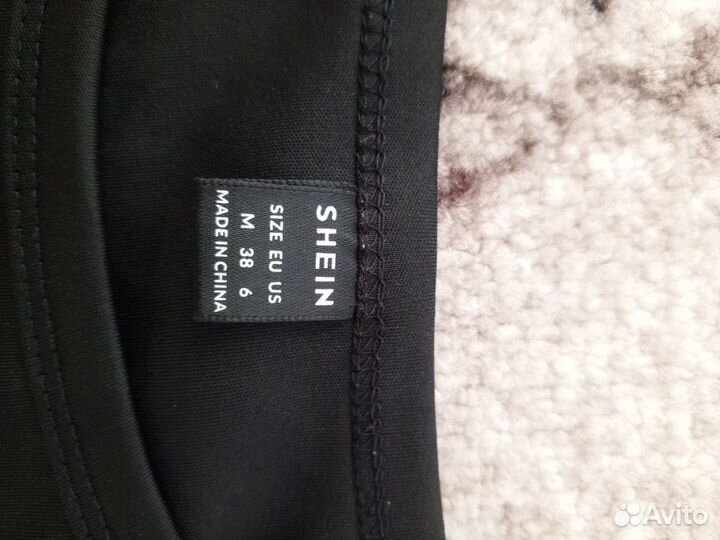 SHEIN
SIZE EU US
M 38 6
MADE IN CHINA
Avito